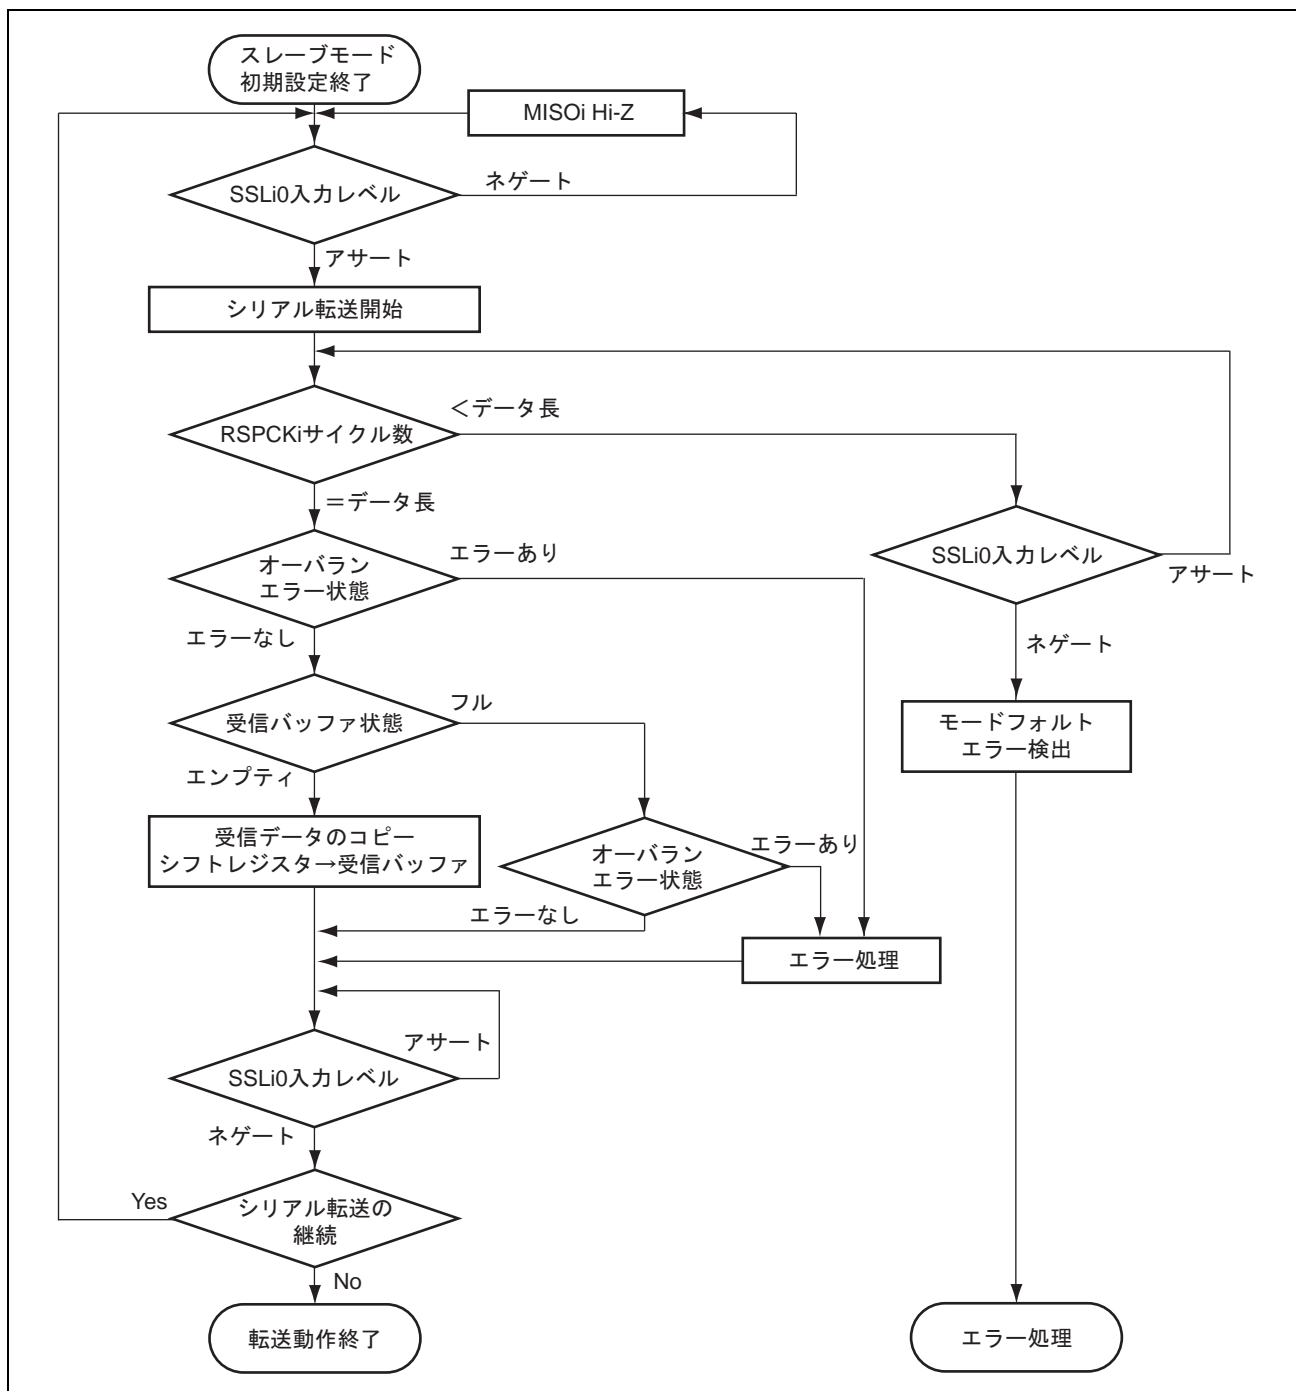 スレーブモード
初期設定終了
MISOi Hi-Z
SSLi0入力レベル
ネゲート
アサート
シリアル転送開始
RSPCKiサイクル数
＜データ長
＝データ長
SSLi0入力レベル
アサート
ネゲート
モードフォルト
エラー検出
オーバラン
エラー状態
エラーあり
エラーなし
受信バッファ状態
フル
エンプティ
受信データのコピー
シフトレジスタ→受信バッファ
オーバラン
エラー状態
エラーあり
エラーなし
エラー処理
アサート
SSLi0入力レベル
ネゲート
Yes
シリアル転送の
継続
No
転送動作終了
エラー処理